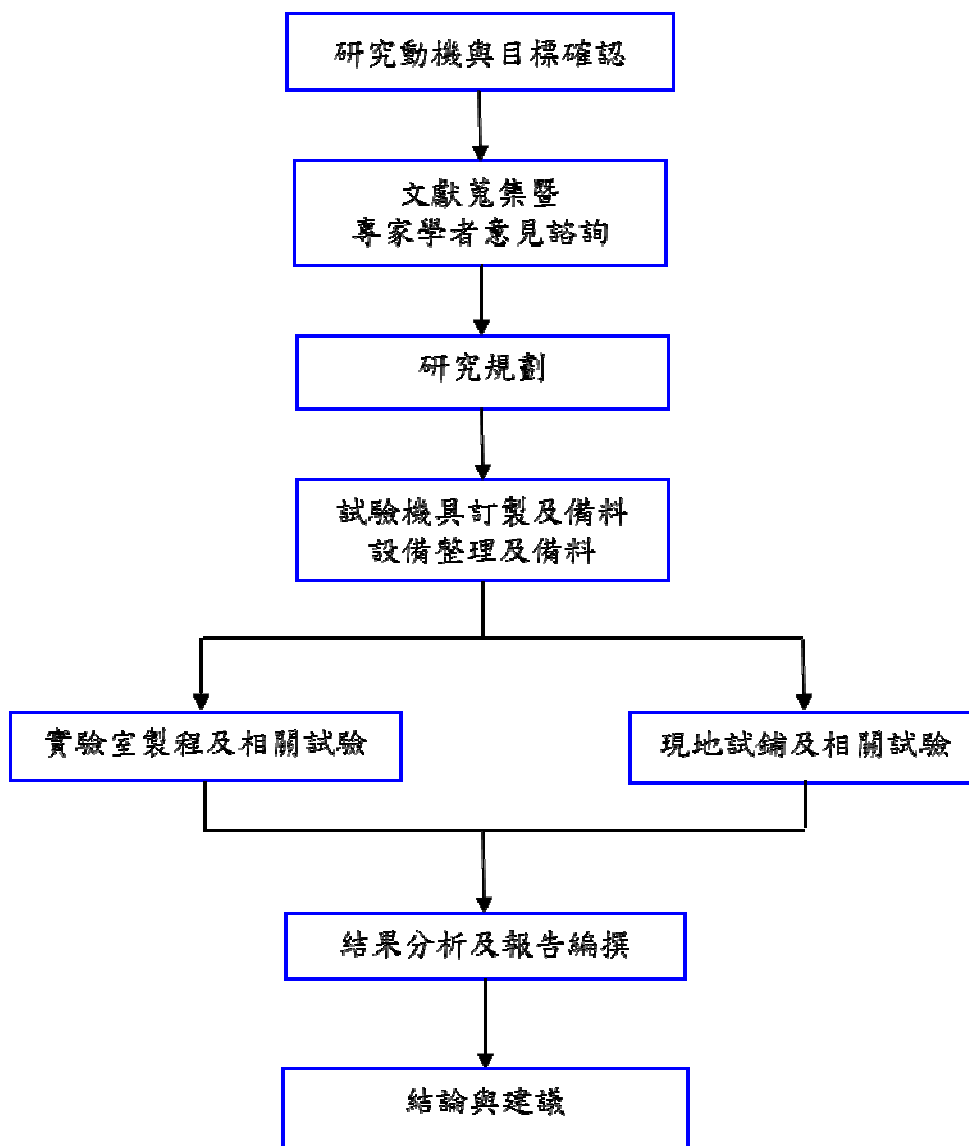 研究動機與目標確認
文獻蒐集暨
專家學者意見諮詢
研究規劃
試驗機具訂製及備料
設備整理及備料
實驗室製程及相關試驗
現地試鋪及相關試驗
結果分析及報告編撰
結論與建議